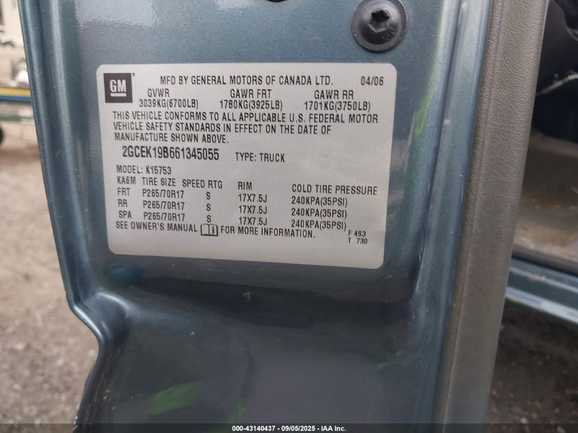 GM
MFD BY GENERAL MOTORS OF CANADA LTD. 04/06
GVWR GAWR FRT GAWR RR
3039KG(6700LB) 1780KG(3925LB) 1701KG(3750LB)
THIS VEHICLE CONFORMS TO ALL APPLICABLE U.S. FEDERAL MOTOR
VEHICLE SAFETY STANDARDS IN EFFECT ON THE DATE OF
MANUFACTURE SHOWN ABOVE.
2GCEK19B661345055 TYPE: TRUCK
MODEL: K15753
KA6M TIRE SIZE SPEED RTG RIM COLD TIRE PRESSURE
FRT P265/70R17 S 17X7.5J 240KPA(35PSI)
RR P265/70R17 S 17X7.5J 240KPA(35PSI)
SPA P265/70R17 S 17X7.5J 240KPA(35PSI)
SEE OWNER'S MANUAL FOR MORE INFORMATION. F 453
T 730
000-43140437 - 09/05/2025 - IAA Inc.